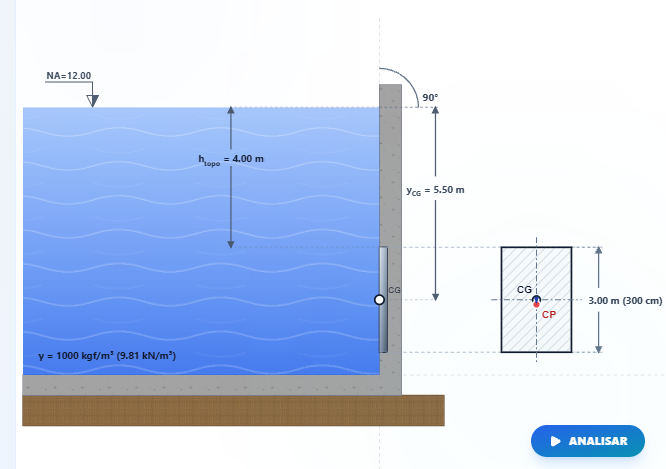 NA=12.00
90°
h_topo = 4.00 m
y_CG = 5.50 m
CG
CG
3.00 m (300 cm)
CP
γ = 1000 kgf/m³ (9.81 kN/m³)
ANALISAR